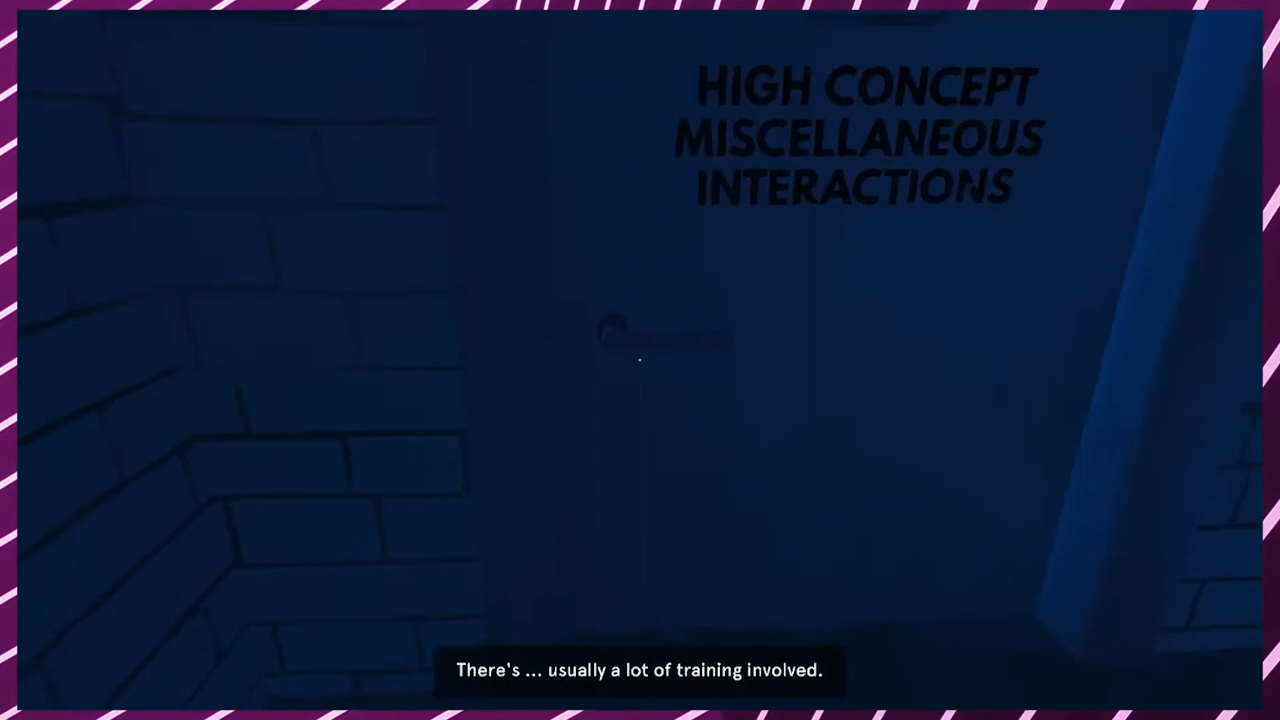 HIGH CONCEPT
MISCELLANEOUS
INTERACTIONS
There's ... usually a lot of training involved.